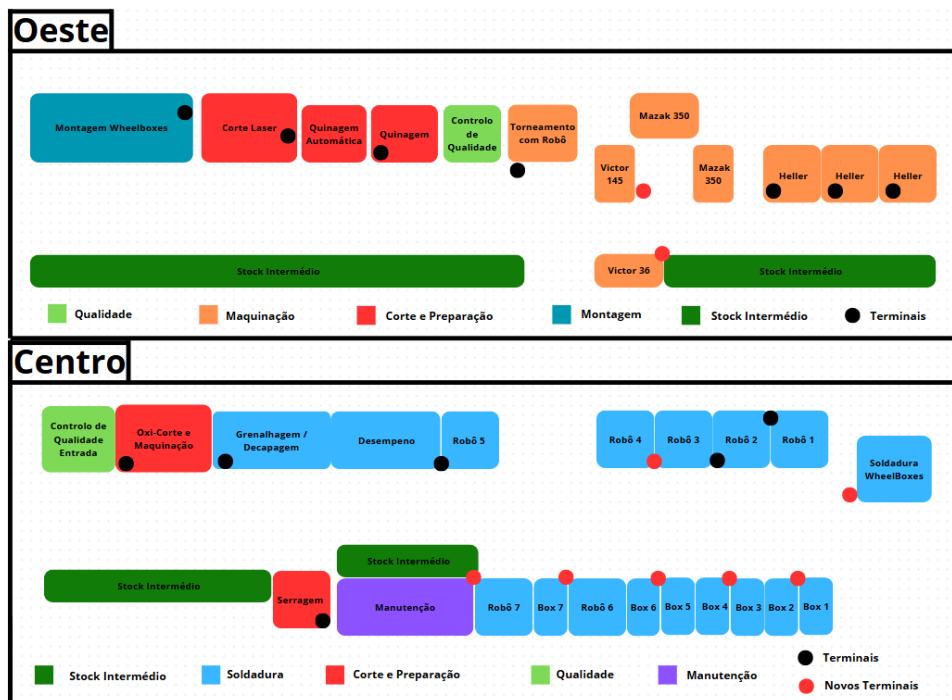 Oeste
Montagem Wheelboxes
Corte Laser
Quinagem
Automática
Quinagem
Controlo
de
Qualidade
Torneamento
com Robô
Mazak 350
Victor
145
Mazak
350
Heller
Heller
Heller
Stock Intermédio
Victor 36
Stock Intermédio
Qualidade
Maquinação
Corte e Preparação
Montagem
Stock Intermédio
Terminais
Centro
Controlo de
Qualidade
Entrada
Oxi-Corte e
Maquinação
Grenalhagem /
Decapagem
Desempeno
Robô 5
Robô 4
Robô 3
Robô 2
Robô 1
Soldadura
WheelBoxes
Stock Intermédio
Serragem
Stock Intermédio
Manutenção
Robô 7
Box 7
Robô 6
Box 6
Box 5
Box 4
Box 3
Box 2
Box 1
Stock Intermédio
Soldadura
Corte e Preparação
Qualidade
Manutenção
Terminais
Novos Terminais